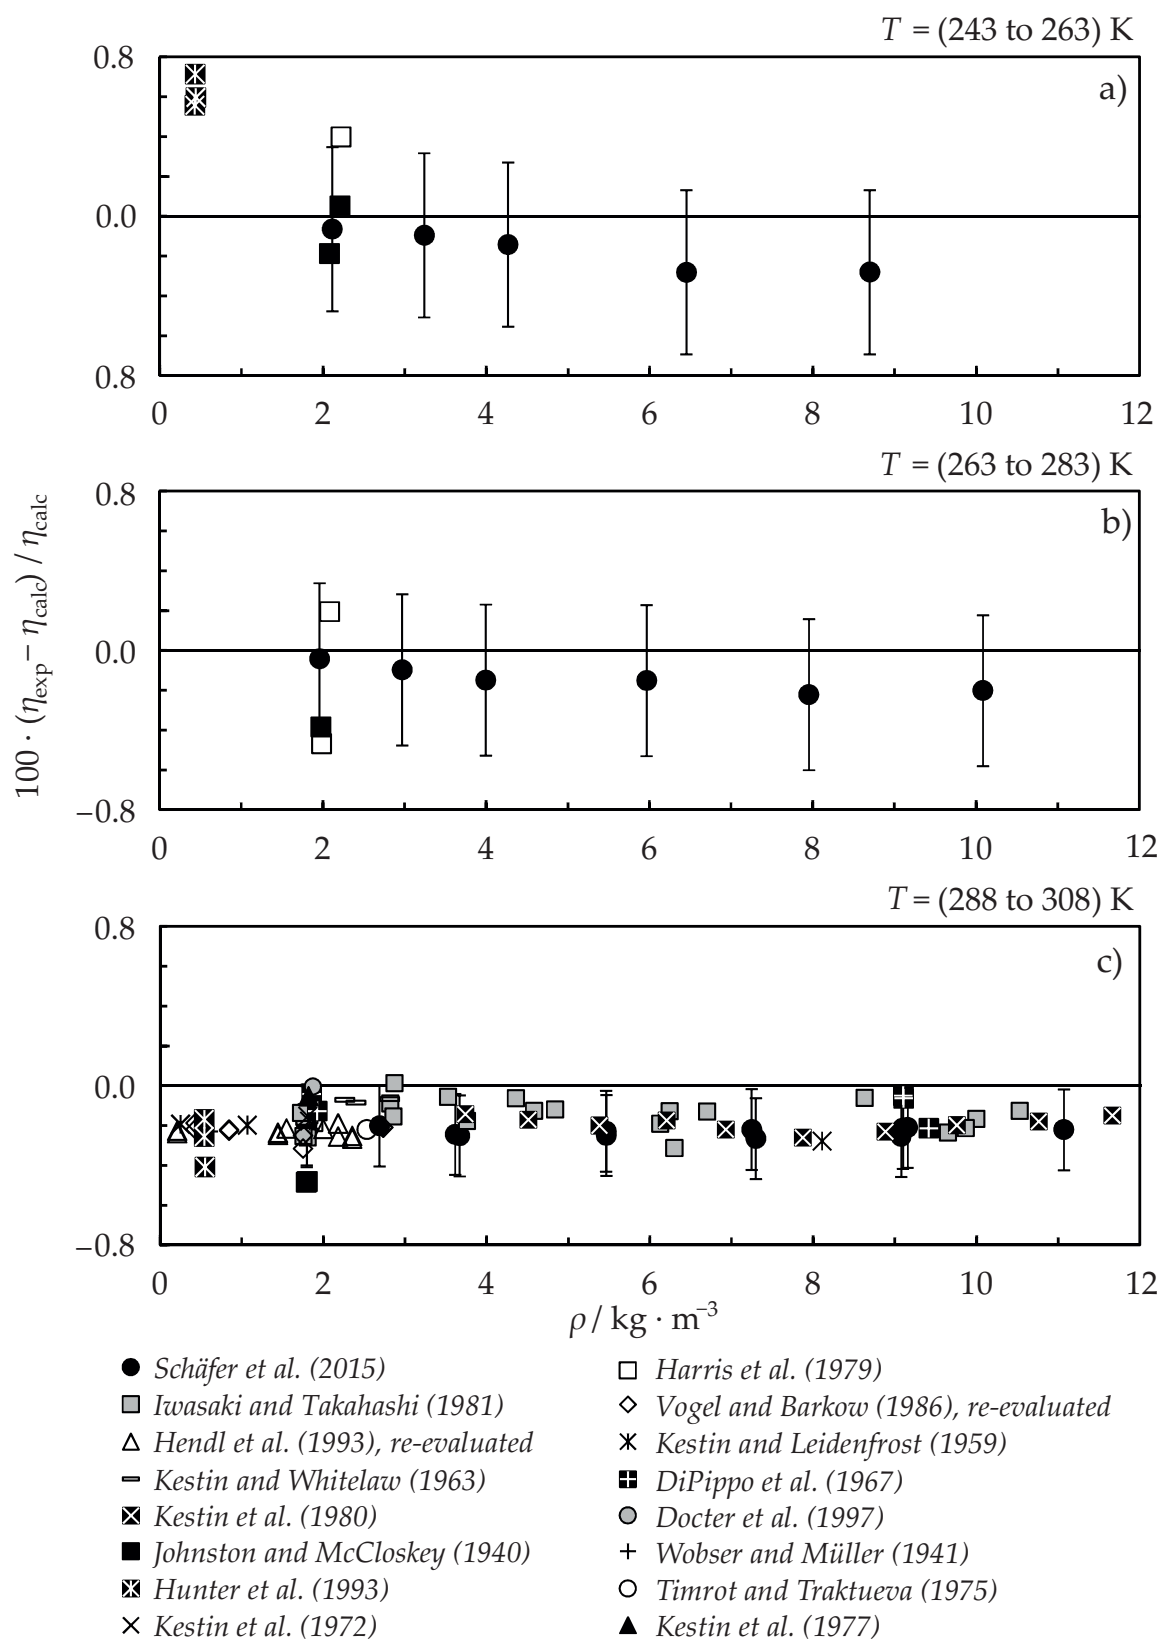 T = (243 to 263) K
0.8
a)
0.0
0.8
0 2 4 6 8 10 12
T = (263 to 283) K
0.8
b)
0.0
−0.8
0 2 4 6 8 10 12
100 · (ηexp − ηcalc) / ηcalc
T = (288 to 308) K
0.8
c)
0.0
−0.8
0 2 4 6 8 10 12
ρ / kg · m⁻³
Schäfer et al. (2015)
Harris et al. (1979)
Iwasaki and Takahashi (1981)
Vogel and Barkow (1986), re-evaluated
Hendl et al. (1993), re-evaluated
Kestin and Leidenfrost (1959)
Kestin and Whitelaw (1963)
DiPippo et al. (1967)
Kestin et al. (1980)
Docter et al. (1997)
Johnston and McCloskey (1940)
Wobser and Müller (1941)
Hunter et al. (1993)
Timrot and Traktueva (1975)
Kestin et al. (1972)
Kestin et al. (1977)